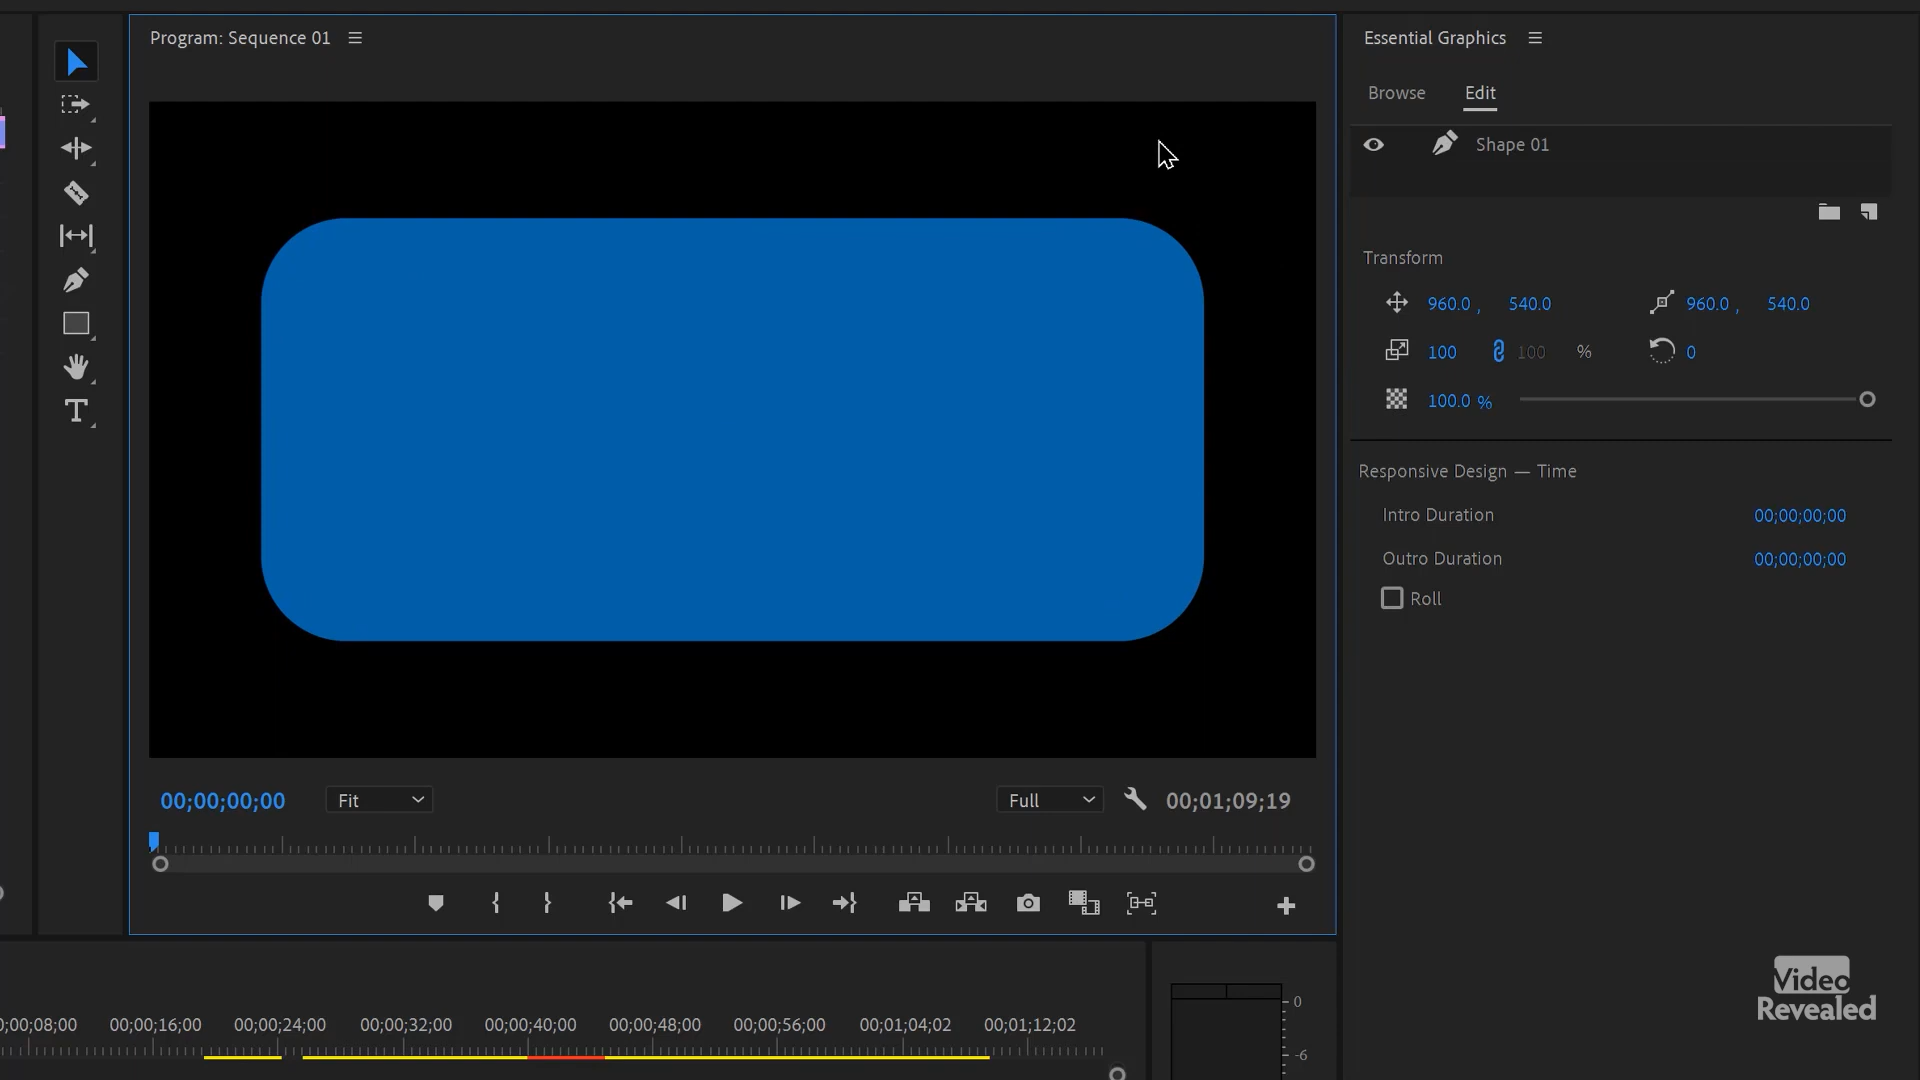 Program: Sequence 01
Essential Graphics
Browse Edit
Shape 01
Transform
960.0 , 540.0 960.0 , 540.0
100 100 % 0
100.0 %
Responsive Design — Time
Intro Duration 00;00;00;00
Outro Duration 00;00;00;00
Roll
T
00;00;00;00 Fit Full 00;01;09;19
0;00;08;00 00;00;16;00 00;00;24;00 00;00;32;00 00;00;40;00 00;00;48;00 00;00;56;00 00;01;04;02 00;01;12;02
0
-6
Video
Revealed